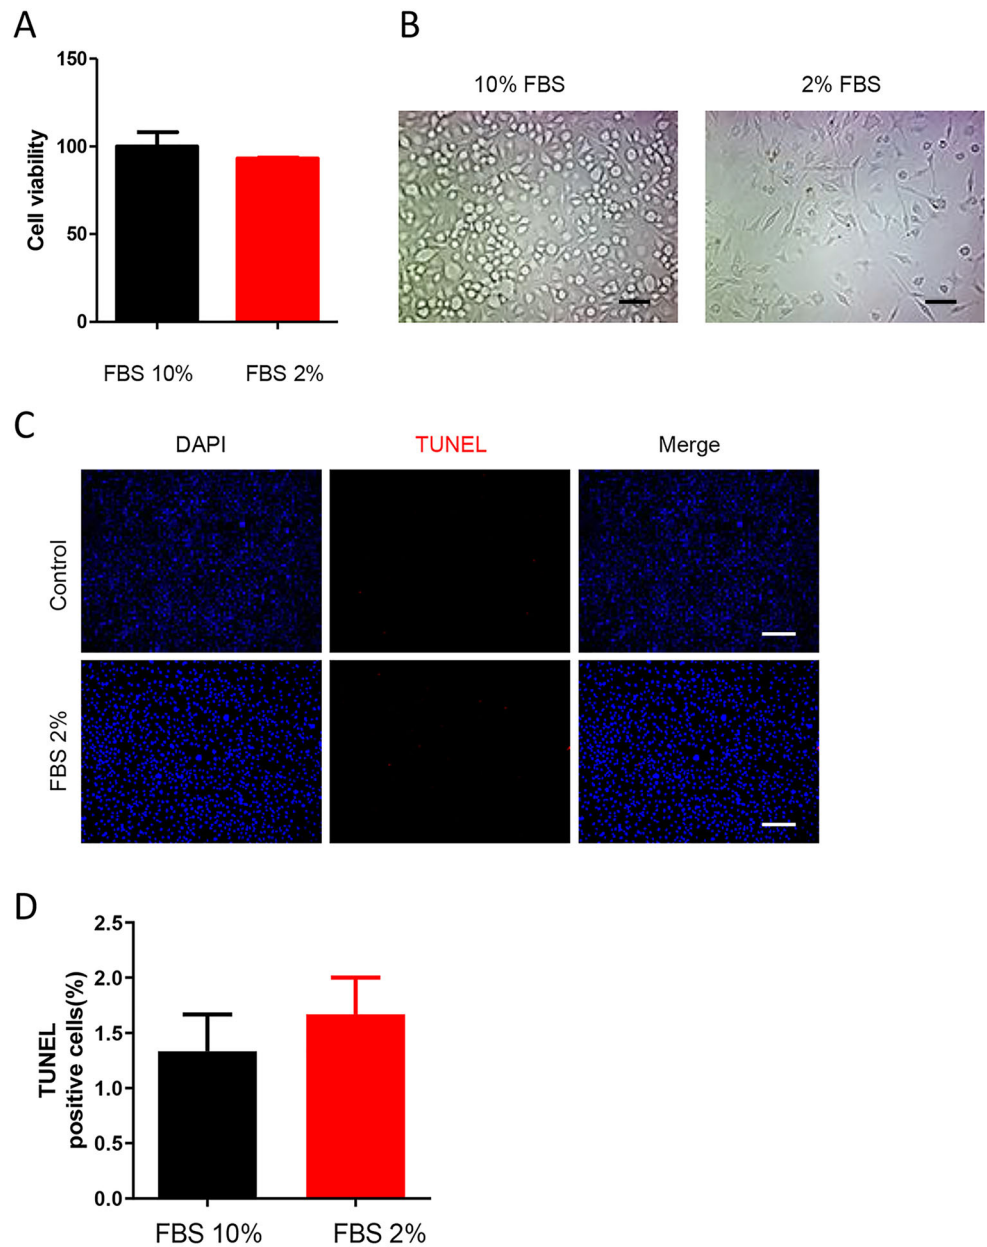 A
150
100
50
0
Cell viability
FBS 10%
FBS 2%
B
10% FBS
2% FBS
C
DAPI
TUNEL
Merge
Control
FBS 2%
D
2.5
2.0
1.5
1.0
0.5
0.0
TUNEL
positive cells(%)
FBS 10%
FBS 2%